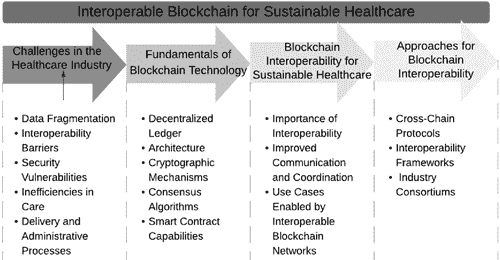 Interoperable Blockchain for Sustainable Healthcare
Challenges in the
Healthcare Industry
• Data Fragmentation
• Interoperability
Barriers
• Security
Vulnerabilities
• Inefficiencies in
Care
• Delivery and
Administrative
Processes
Fundamentals of
Blockchain Technology
• Decentralized
Ledger
• Architecture
• Cryptographic
Mechanisms
• Consensus
Algorithms
• Smart Contract
Capabilities
Blockchain
Interoperability for
Sustainable Healthcare
• Importance of
Interoperability
• Improved
Communication
and Coordination
• Use Cases
Enabled by
Interoperable
Blockchain
Networks
Approaches for
Blockchain
Interoperability
• Cross-Chain
Protocols
• Interoperability
Frameworks
• Industry
Consortiums